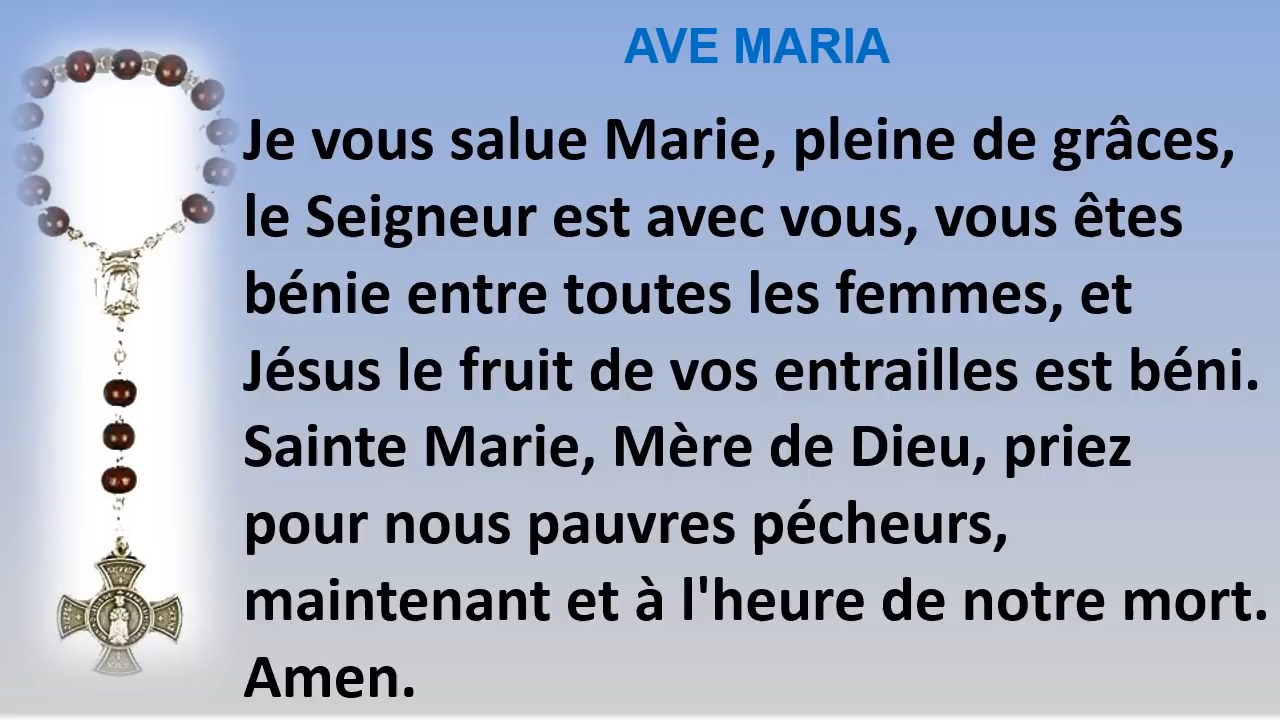 AVE MARIA
Je vous salue Marie, pleine de grâces,
le Seigneur est avec vous, vous êtes
bénie entre toutes les femmes, et
Jésus le fruit de vos entrailles est béni.
Sainte Marie, Mère de Dieu, priez
pour nous pauvres pécheurs,
maintenant et à l'heure de notre mort.
Amen.